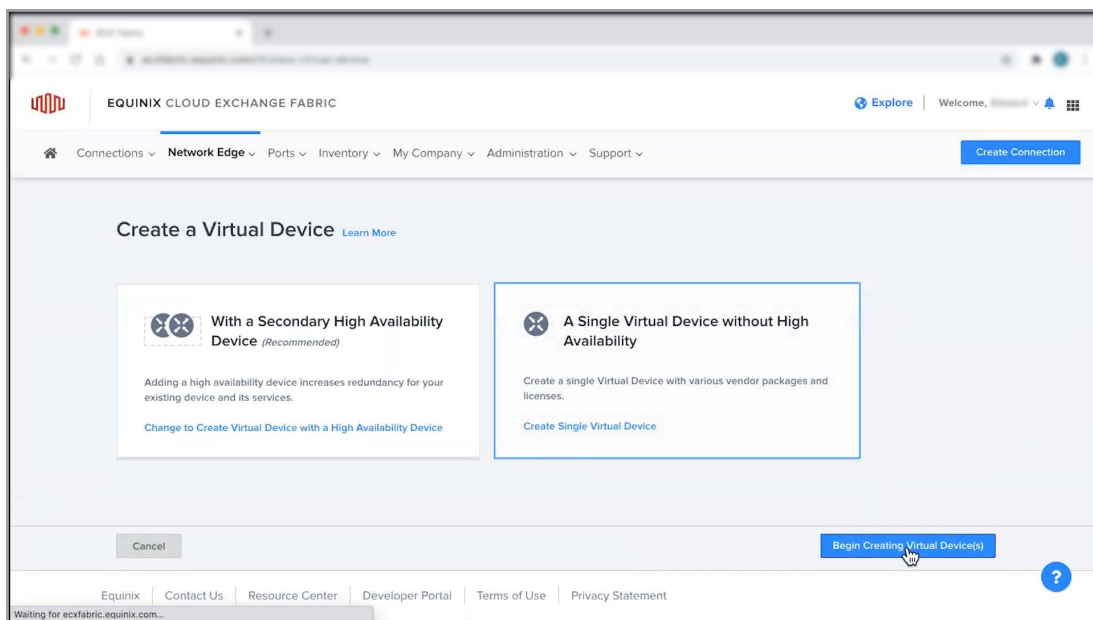 EQUINIX CLOUD EXCHANGE FABRIC
Explore
Welcome,
Connections
Network Edge
Ports
Inventory
My Company
Administration
Support
Create Connection
Create a Virtual Device Learn More
With a Secondary High Availability
Device (Recommended)
Adding a high availability device increases redundancy for your
existing device and its services.
Change to Create Virtual Device with a High Availability Device
A Single Virtual Device without High
Availability
Create a single Virtual Device with various vendor packages and
licenses.
Create Single Virtual Device
Cancel
Begin Creating Virtual Device(s)
?
Equinix
Contact Us
Resource Center
Developer Portal
Terms of Use
Privacy Statement
Waiting for ecxfabric.equinix.com...